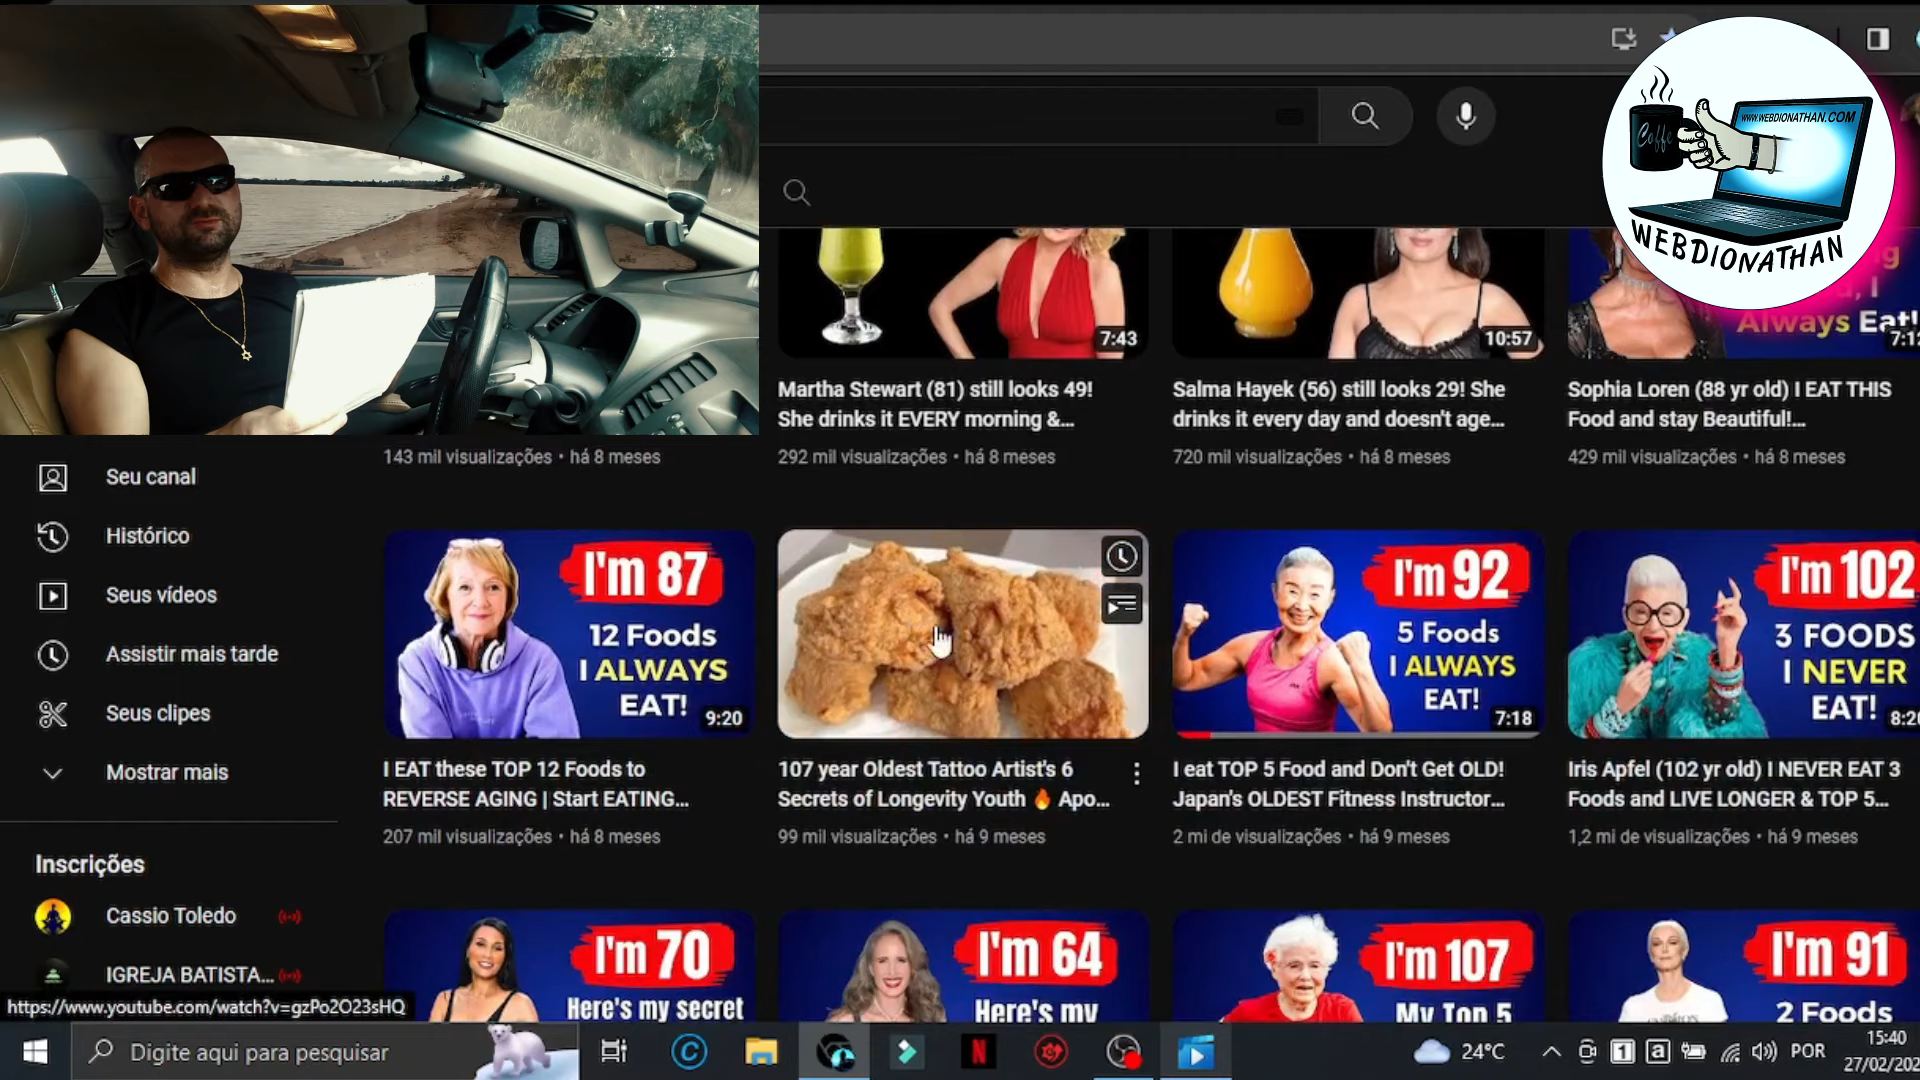 Coffe
WWW.WEBDIONATHAN.COM
WEBDIONATHAN
7:43
10:57
Always Eat!
Martha Stewart (81) still looks 49!
She drinks it EVERY morning &...
292 mil visualizações • há 8 meses
Salma Hayek (56) still looks 29! She
drinks it every day and doesn't age...
720 mil visualizações • há 8 meses
Sophia Loren (88 yr old) I EAT THIS
Food and stay Beautiful!...
429 mil visualizações • há 8 meses
143 mil visualizações • há 8 meses
Seu canal
Histórico
Seus vídeos
Assistir mais tarde
Seus clipes
Mostrar mais
Inscrições
Cassio Toledo
IGREJA BATISTA...
I'm 87
12 Foods
I ALWAYS
EAT!
9:20
I EAT these TOP 12 Foods to
REVERSE AGING | Start EATING...
207 mil visualizações • há 8 meses
107 year Oldest Tattoo Artist's 6
Secrets of Longevity Youth 🔥 Apo...
99 mil visualizações • há 9 meses
I'm 92
5 Foods
I ALWAYS
EAT!
7:18
I eat TOP 5 Food and Don't Get OLD!
Japan's OLDEST Fitness Instructor...
2 mi de visualizações • há 9 meses
I'm 102
3 FOODS
I NEVER
EAT!
Iris Apfel (102 yr old) I NEVER EAT 3
Foods and LIVE LONGER & TOP 5...
1,2 mi de visualizações • há 9 meses
I'm 70
Here's my secret
I'm 64
Here's my
I'm 107
My Top 5
I'm 91
2 Foods
https://www.youtube.com/watch?v=gzPo2O23sHQ
Digite aqui para pesquisar
24°C
POR
15:40
27/02/202